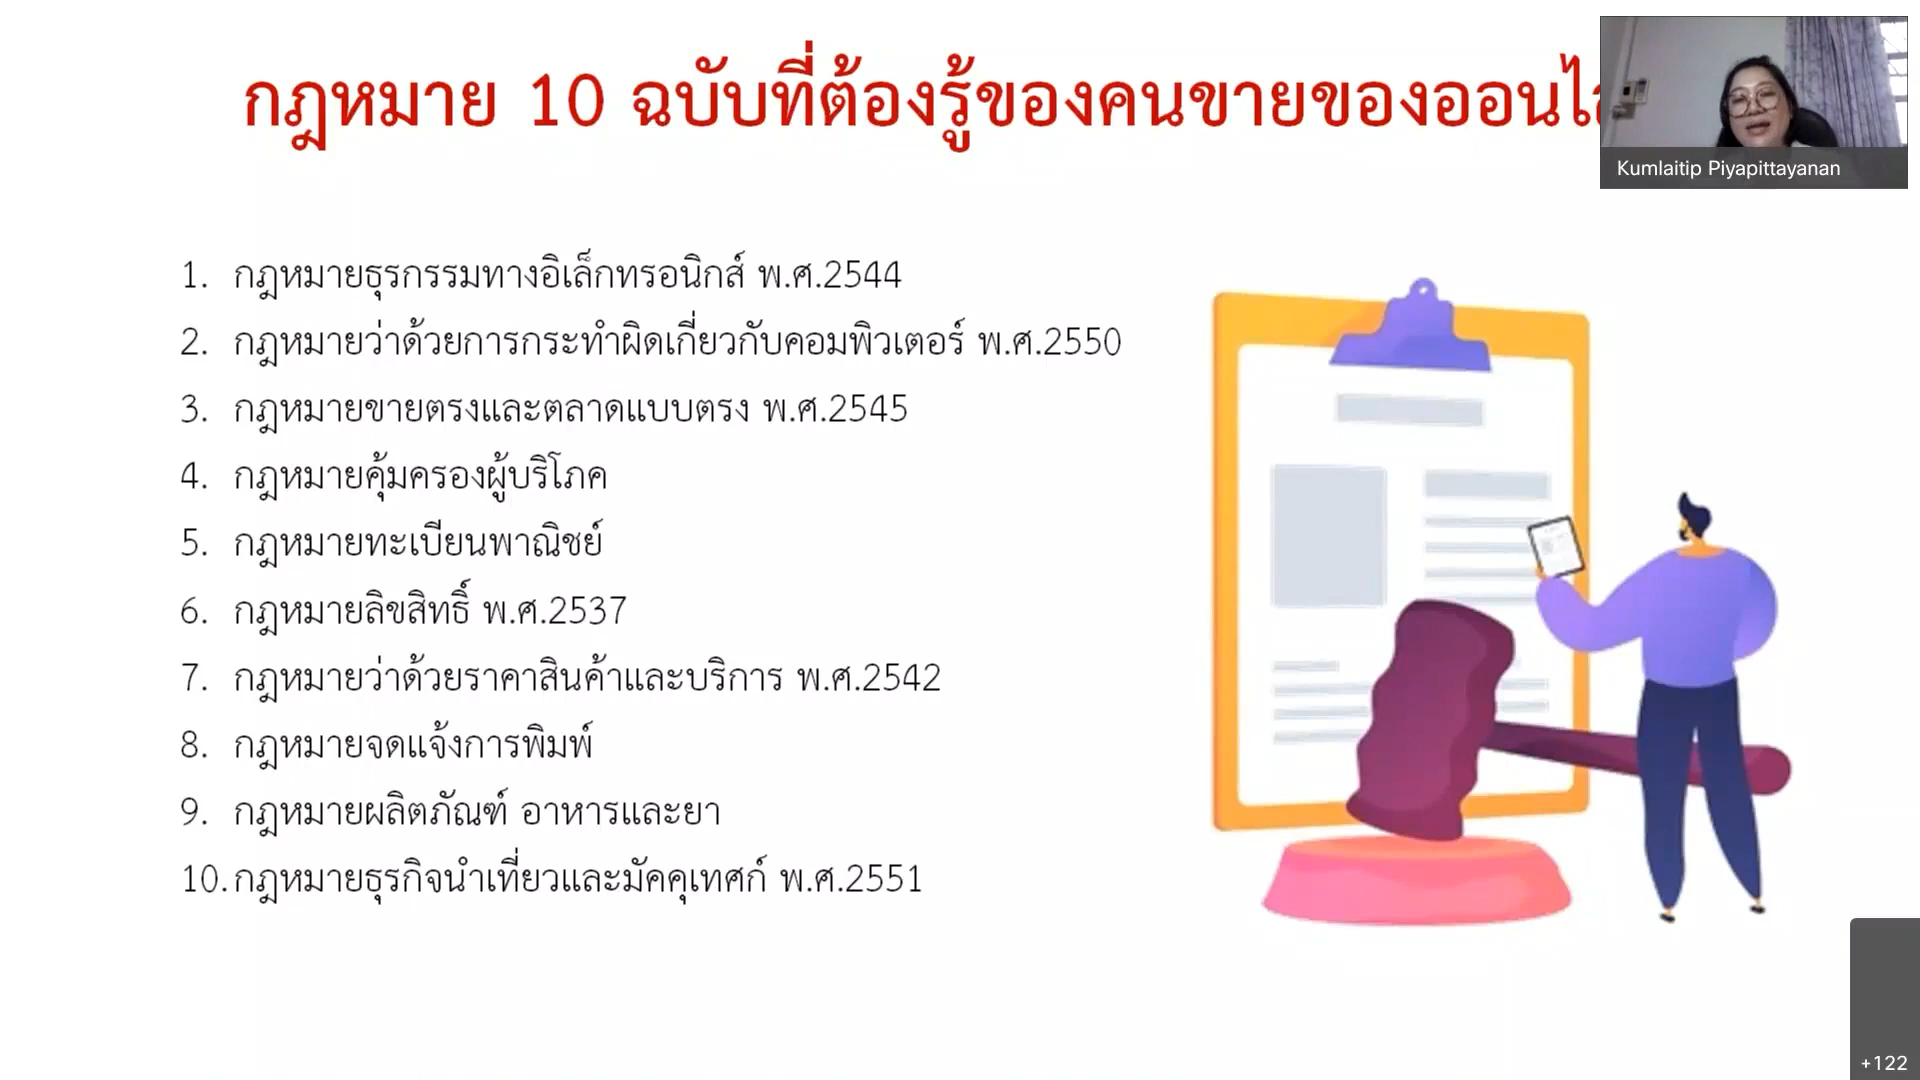 กฎหมาย 10 ฉบับที่ต้องรู้ของคนขายของออนไ
Kumlaitip Piyapittayanan
1. กฎหมายธุรกรรมทางอิเล็กทรอนิกส์ พ.ศ.2544
2. กฎหมายว่าด้วยการกระทำผิดเกี่ยวกับคอมพิวเตอร์ พ.ศ.2550
3. กฎหมายขายตรงและตลาดแบบตรง พ.ศ.2545
4. กฎหมายคุ้มครองผู้บริโภค
5. กฎหมายทะเบียนพาณิชย์
6. กฎหมายลิขสิทธิ์ พ.ศ.2537
7. กฎหมายว่าด้วยราคาสินค้าและบริการ พ.ศ.2542
8. กฎหมายจดแจ้งการพิมพ์
9. กฎหมายผลิตภัณฑ์ อาหารและยา
10. กฎหมายธุรกิจนำเที่ยวและมัคคุเทศก์ พ.ศ.2551
+122